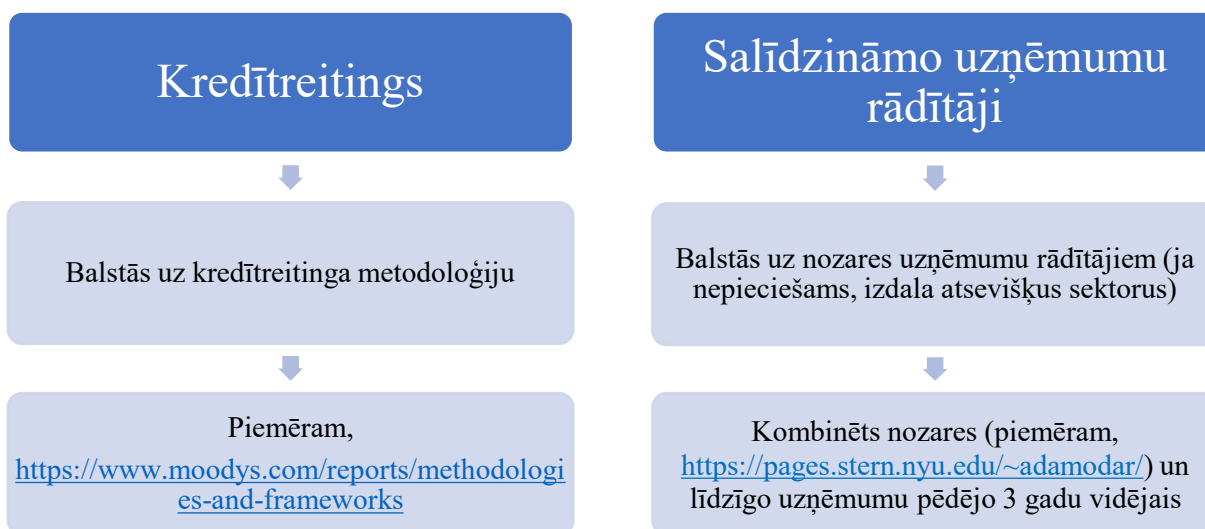 Kredītreitings
Balstās uz kredītreitinga metodoloģiju
Piemēram,
https://www.moodys.com/reports/methodologi
es-and-frameworks
Salīdzināmo uzņēmumu
rādītāji
Balstās uz nozares uzņēmumu rādītājiem (ja
nepieciešams, izdala atsevišķus sektorus)
Kombinēts nozares (piemēram,
https://pages.stern.nyu.edu/~adamodar/) un
līdzīgo uzņēmumu pēdējo 3 gadu vidējais